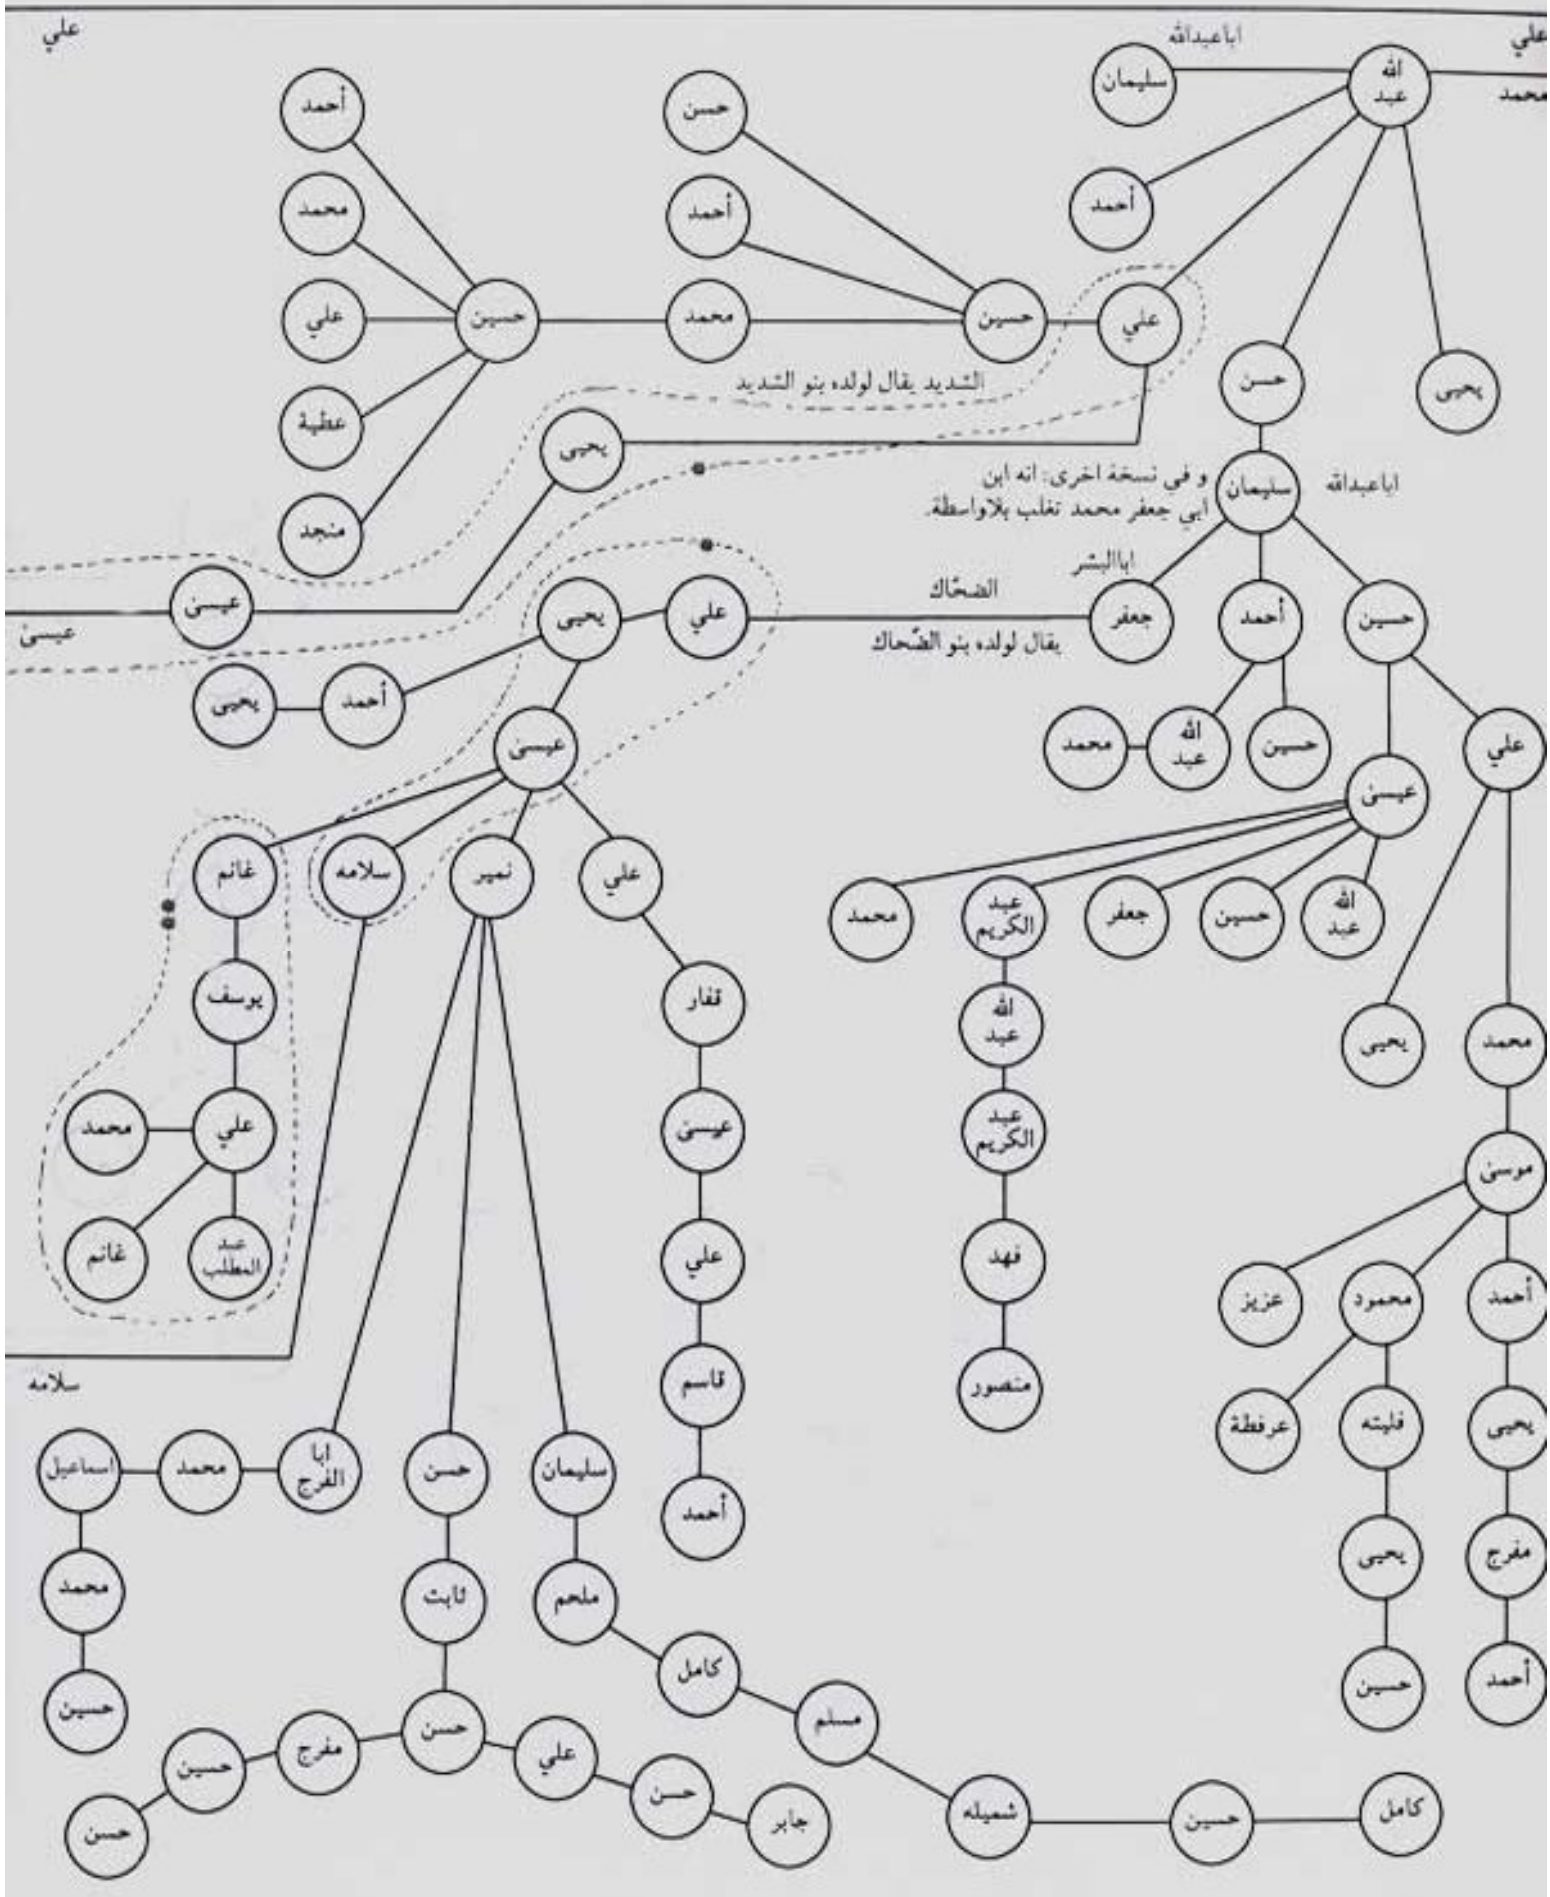 علي
علي
محمد
اباعبدالله
الله
عبد
سليمان
أحمد
حسن
أحمد
أحمد
محمد
علي
حسين
محمد
حسين
علي
الشديد يقال لولده بنو الشديد
حسن
يحيى
عطية
يحيى
منجد
اباعبدالله
سليمان
و في نسخة اخرى: انه ابن
ابي جعفر محمد تغلب بلاواسطة.
اباالبشر
حسين
أحمد
جعفر
الضحّاك
يقال لولده بنو الضّحاك
علي
يحيى
عيسىٰ
عيسىٰ
أحمد
يحيى
علي
حسين
الله
عبد
محمد
عيسىٰ
عيسىٰ
الله
عبد
حسين
جعفر
عبد
الكريم
محمد
علي
نمير
سلامه
غانم
محمد
يحيى
الله
عبد
قفار
يوسف
موسىٰ
عبد
الكريم
عيسىٰ
علي
محمد
أحمد
محمود
عزيز
فهد
علي
عبد
المطلب
غانم
سلامه
يحيى
فليته
عرفطة
منصور
قاسم
سليمان
حسن
ابا
الفرج
محمد
اسماعيل
أحمد
مفرج
يحيى
ملحم
ثابت
محمد
أحمد
حسين
كامل
مسلم
شميله
حسين
كامل
حسين
حسن
علي
حسن
جابر
مفرج
حسين
حسن